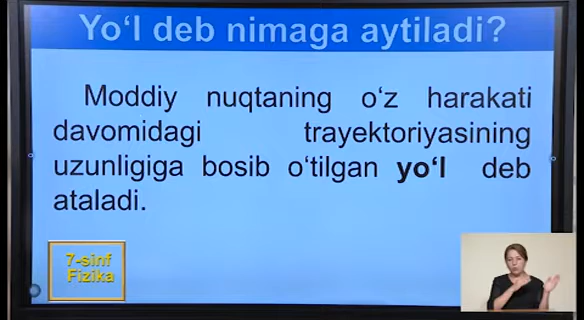 Yo‘l deb nimaga aytiladi?
Moddiy nuqtaning o‘z harakati
davomidagi trayektoriyasining
uzunligiga bosib o‘tilgan yo‘l deb
ataladi.
7-sinf
Fizika